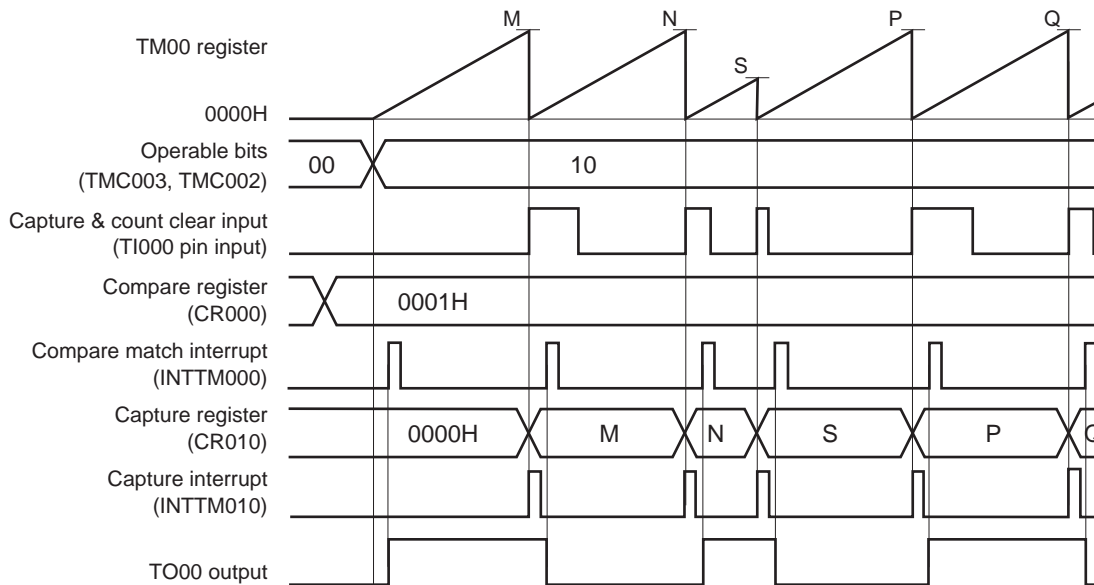 M N S P Q
TM00 register
0000H
Operable bits
(TMC003, TMC002)
00 10
Capture & count clear input
(TI000 pin input)
Compare register
(CR000)
0001H
Compare match interrupt
(INTTM000)
Capture register
(CR010)
0000H M N S P
Capture interrupt
(INTTM010)
TO00 output